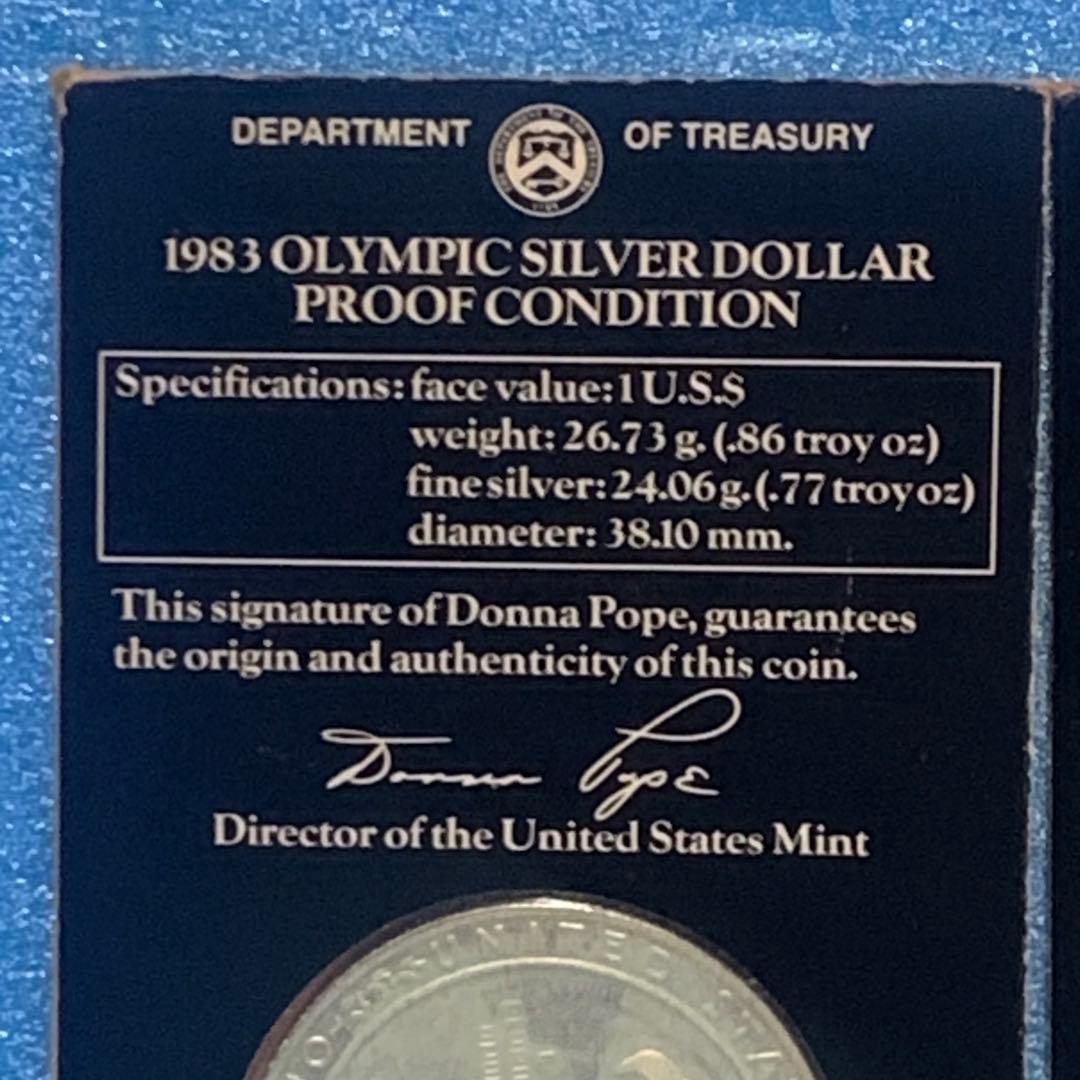 DEPARTMENT OF TREASURY
1983 OLYMPIC SILVER DOLLAR
PROOF CONDITION
Specifications: face value: 1 U.S.$
weight: 26.73 g. (.86 troy oz)
fine silver: 24.06 g. (.77 troy oz)
diameter: 38.10 mm.
This signature of Donna Pope, guarantees
the origin and authenticity of this coin.
Donna Pope
Director of the United States Mint
UNITED